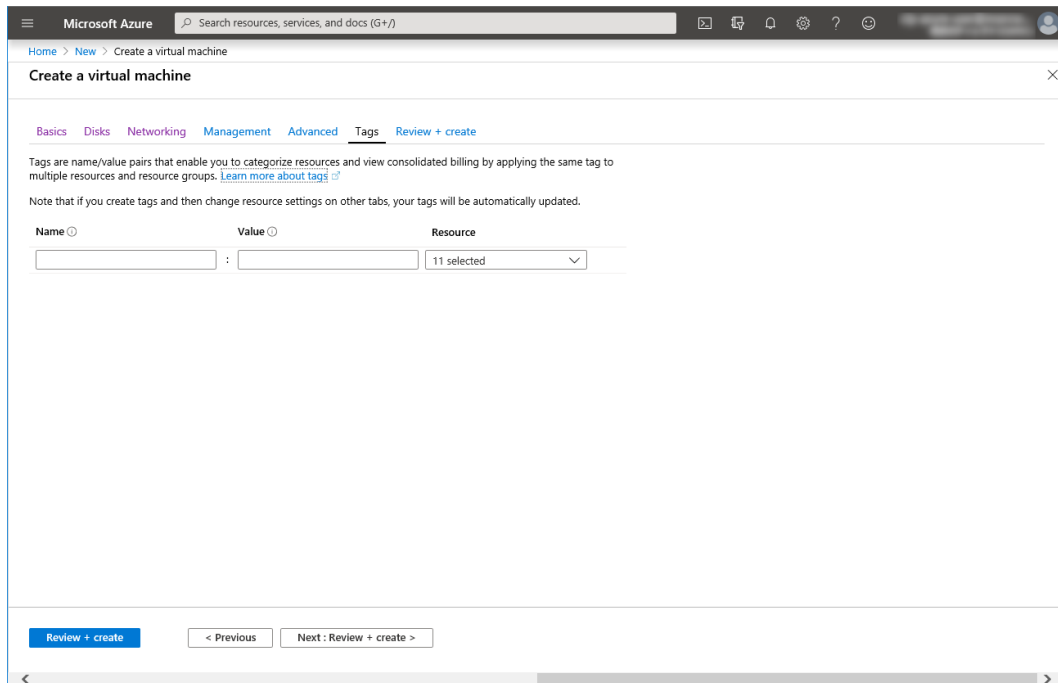 Microsoft Azure
Search resources, services, and docs (G+/)
Home > New > Create a virtual machine
Create a virtual machine
Basics Disks Networking Management Advanced Tags Review + create
Tags are name/value pairs that enable you to categorize resources and view consolidated billing by applying the same tag to
multiple resources and resource groups. Learn more about tags
Note that if you create tags and then change resource settings on other tabs, your tags will be automatically updated.
Name Value Resource
: 11 selected
Review + create < Previous Next : Review + create >